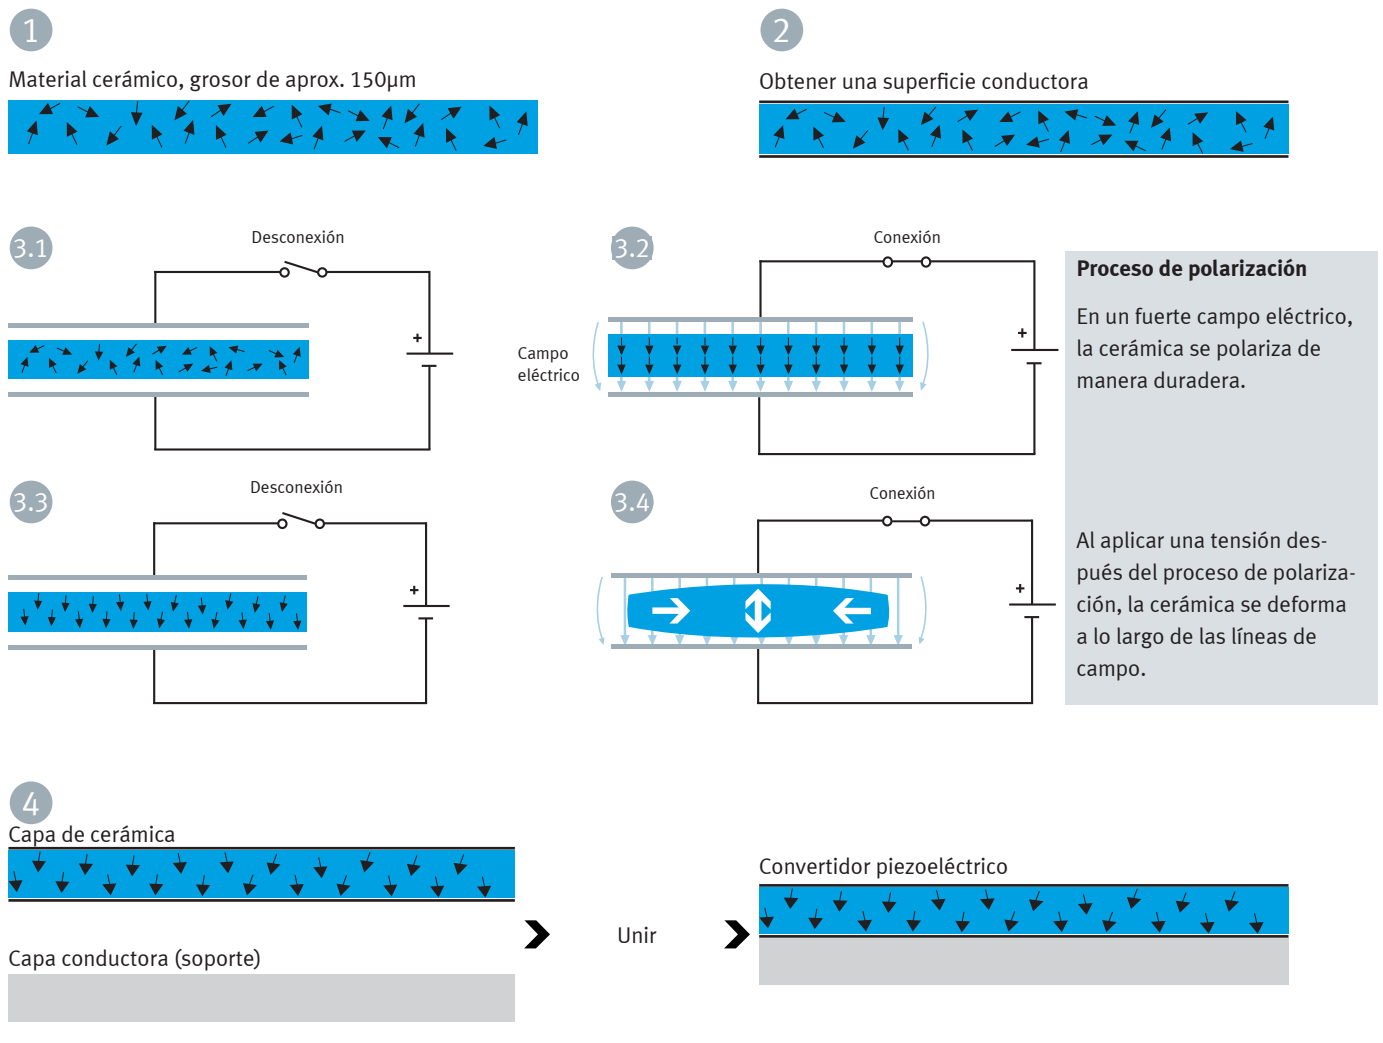 1
Material cerámico, grosor de aprox. 150µm
2
Obtener una superficie conductora
3.1
Desconexión
+
3.2
Conexión
Campo
eléctrico
+
Proceso de polarización
En un fuerte campo eléctrico,
la cerámica se polariza de
manera duradera.
3.3
Desconexión
+
3.4
Conexión
+
Al aplicar una tensión des-
pués del proceso de polariza-
ción, la cerámica se deforma
a lo largo de las líneas de
campo.
4
Capa de cerámica
Capa conductora (soporte)
Unir
Convertidor piezoeléctrico